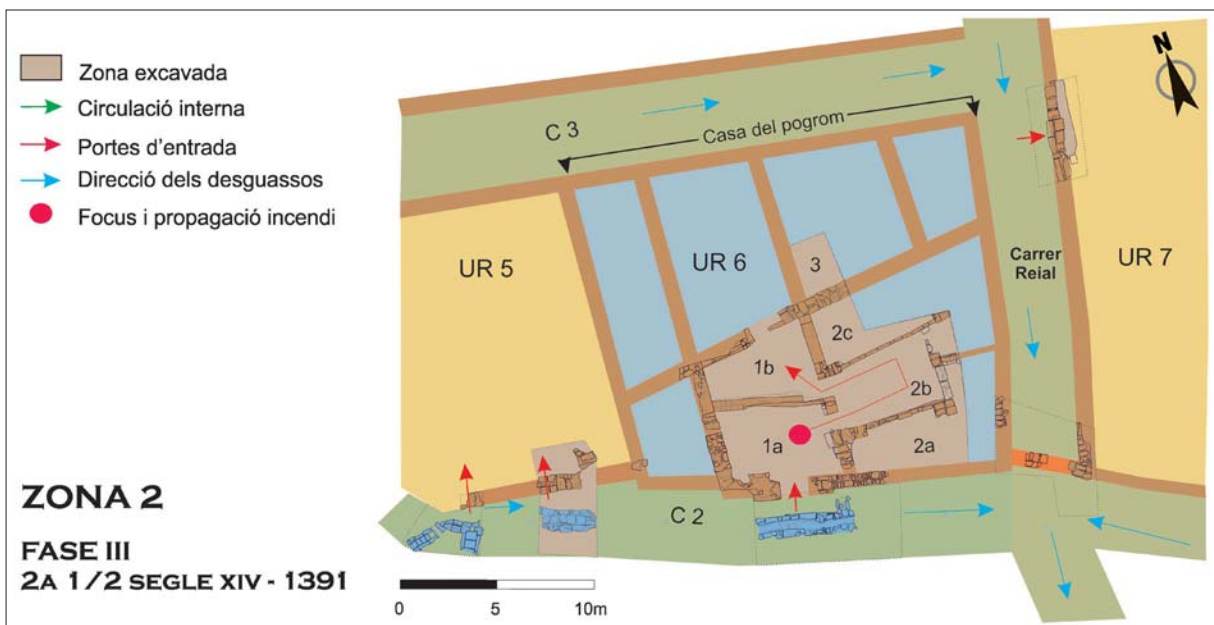 Zona excavada
Circulació interna
Portes d'entrada
Direcció dels desguassos
Focus i propagació incendi
N
C 3
Casa del pogrom
UR 5
UR 6
Carrer
Reial
UR 7
3
2c
1b
2b
1a
2a
C 2
ZONA 2
FASE III
2A 1/2 SEGLE XIV - 1391
0 5 10m